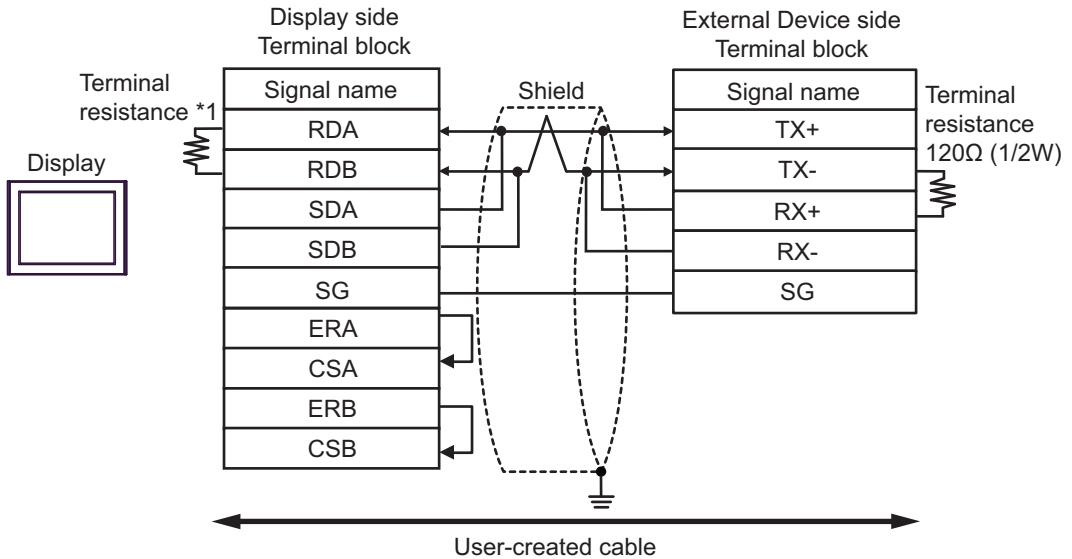 Display side
Terminal block
External Device side
Terminal block
Terminal
resistance *1
Display
Signal name
RDA
RDB
SDA
SDB
SG
ERA
CSA
ERB
CSB
Shield
Signal name
TX+
TX-
RX+
RX-
SG
Terminal
resistance
120Ω (1/2W)
User-created cable